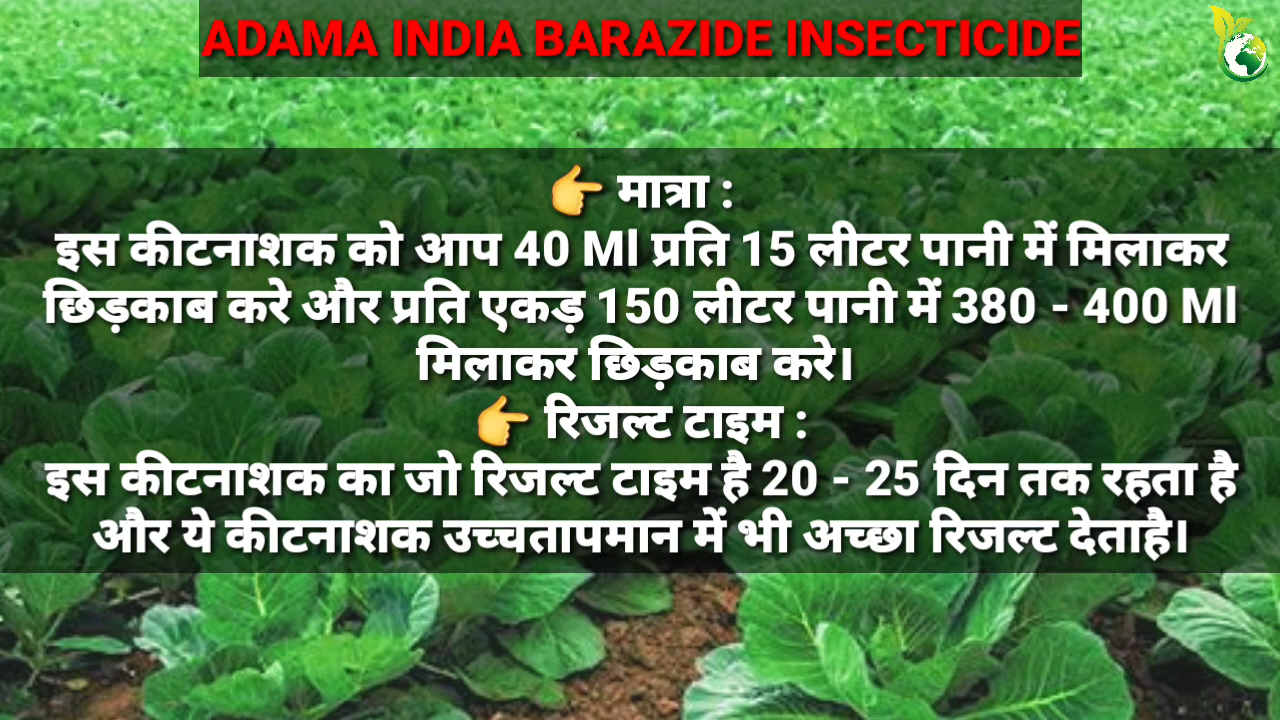 ADAMA INDIA BARAZIDE INSECTICIDE
👉 मात्रा :
इस कीटनाशक को आप 40 Ml प्रति 15 लीटर पानी में मिलाकर
छिड़काब करे और प्रति एकड़ 150 लीटर पानी में 380 - 400 Ml
मिलाकर छिड़काब करे।
👉 रिजल्ट टाइम :
इस कीटनाशक का जो रिजल्ट टाइम है 20 - 25 दिन तक रहता है
और ये कीटनाशक उच्चतापमान में भी अच्छा रिजल्ट देताहै।